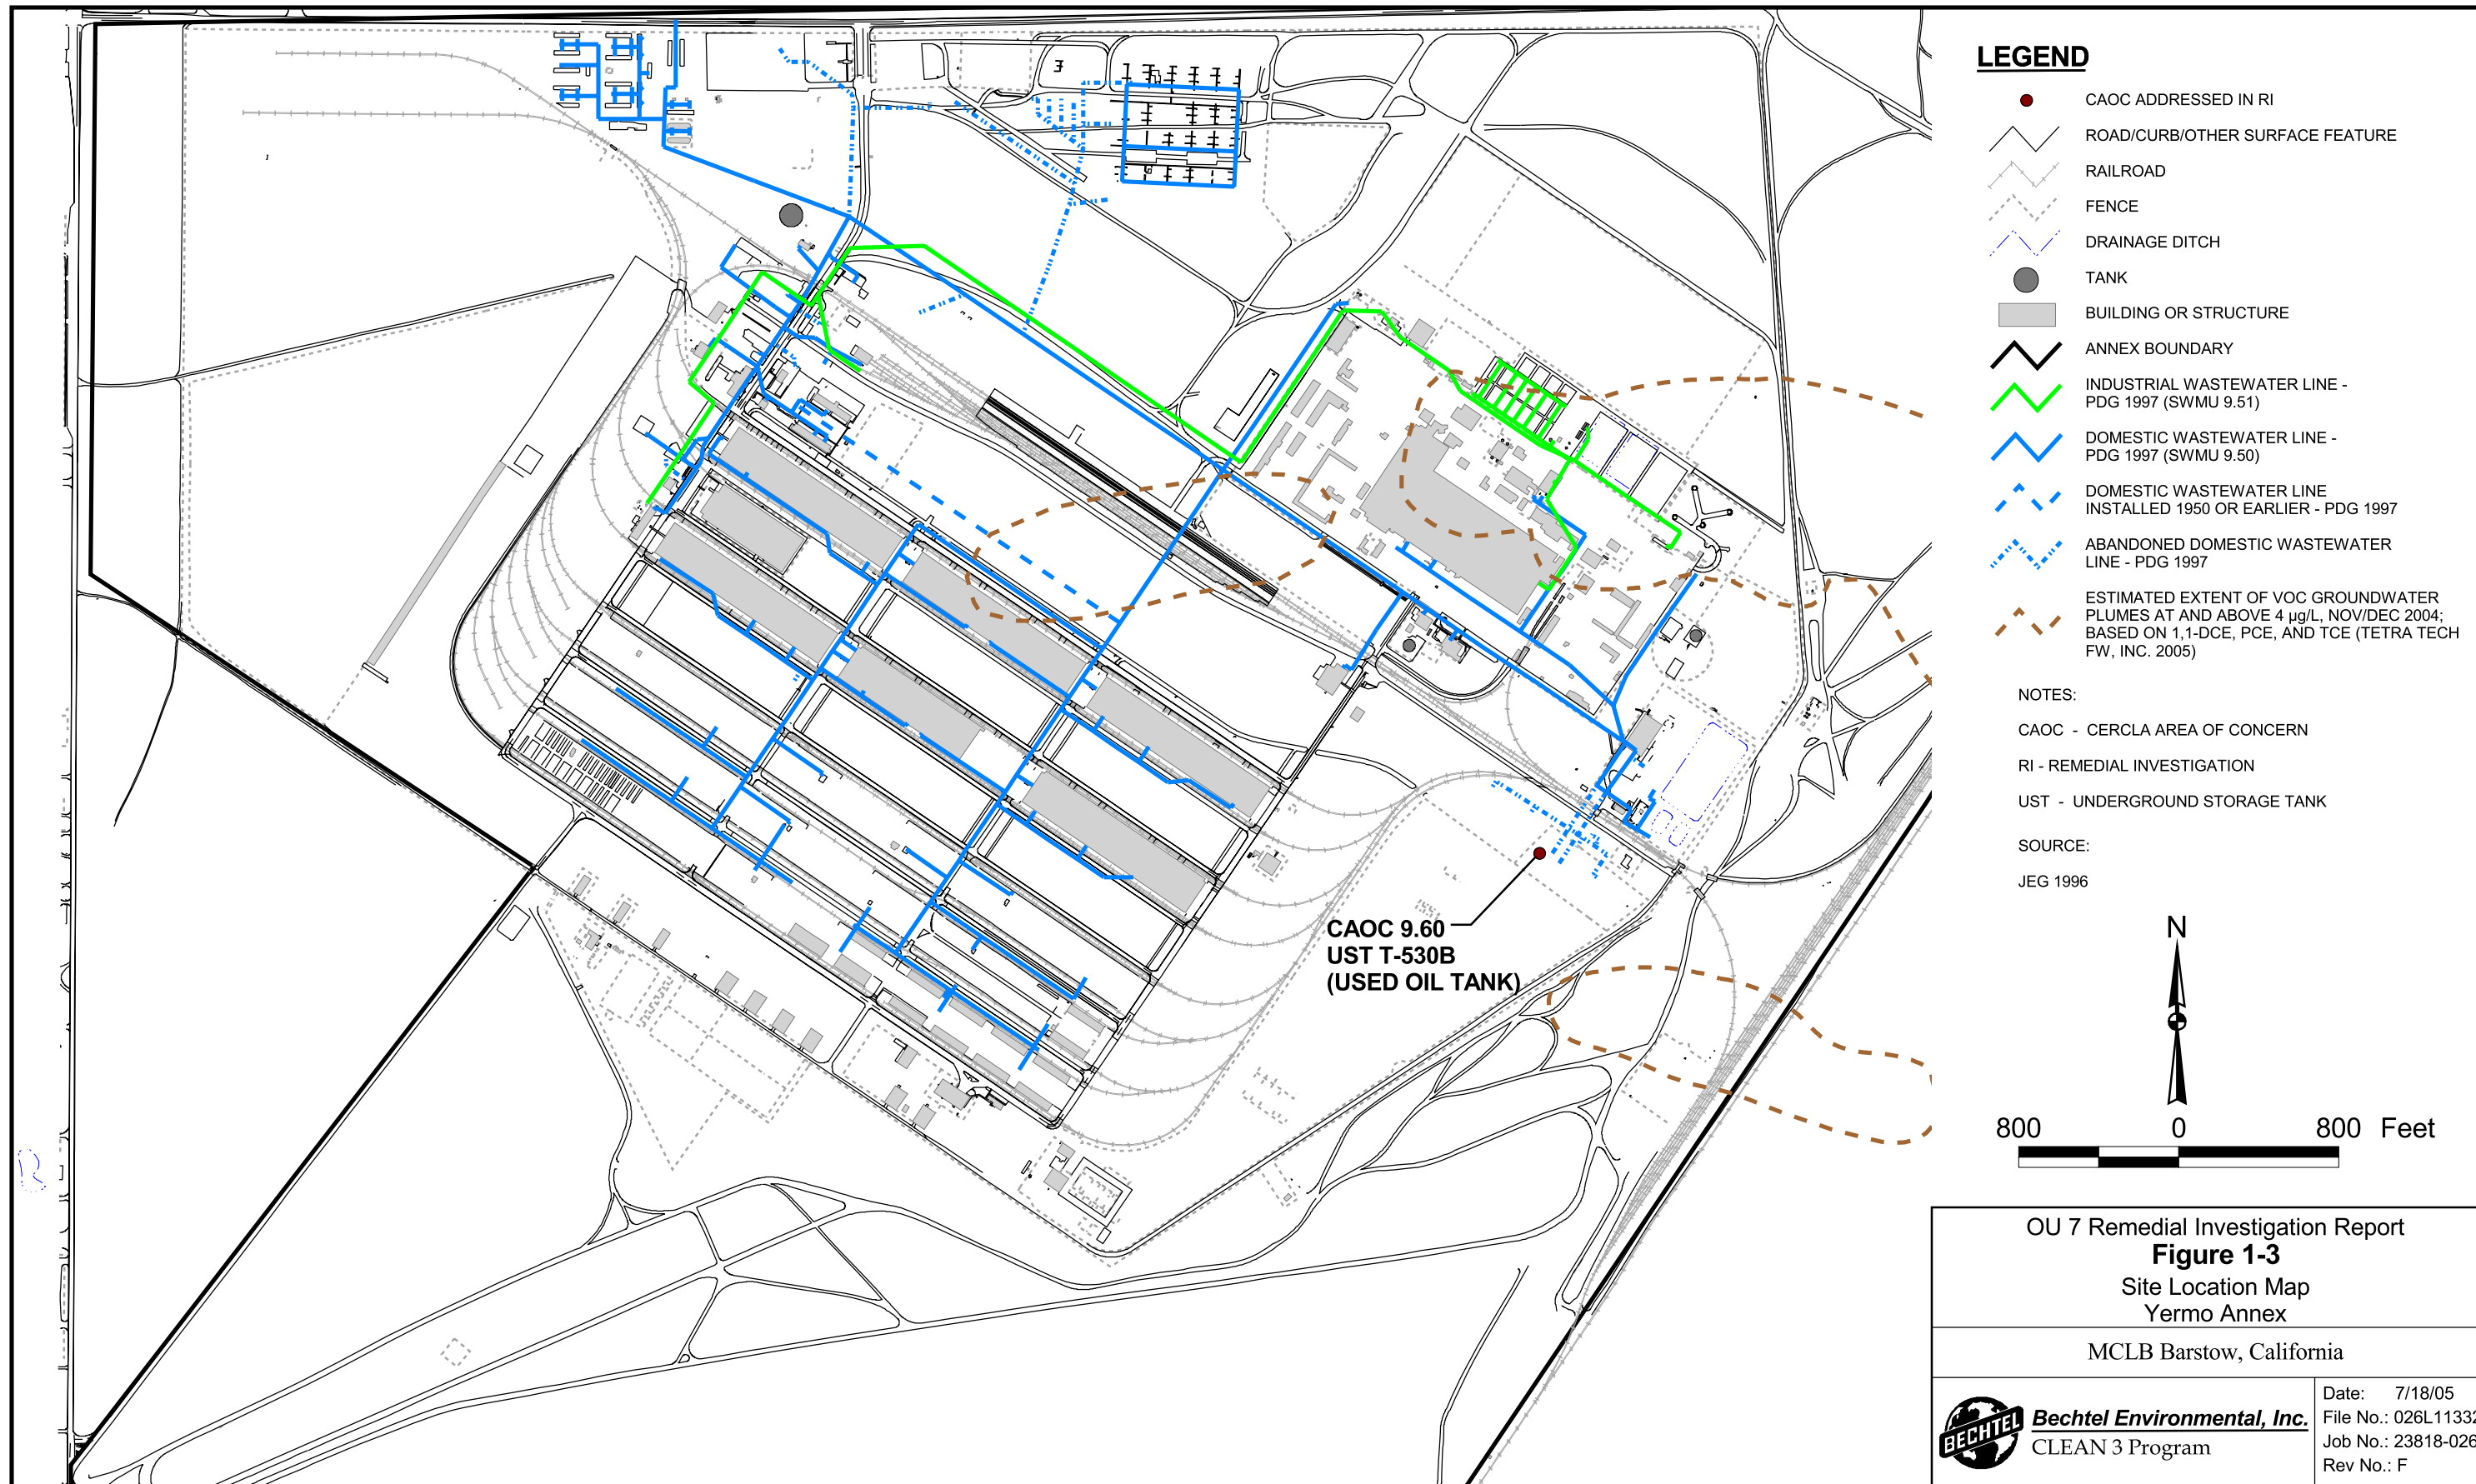 LEGEND
CAOC ADDRESSED IN RI
ROAD/CURB/OTHER SURFACE FEATURE
RAILROAD
FENCE
DRAINAGE DITCH
TANK
BUILDING OR STRUCTURE
ANNEX BOUNDARY
INDUSTRIAL WASTEWATER LINE -
PDG 1997 (SWMU 9.51)
DOMESTIC WASTEWATER LINE -
PDG 1997 (SWMU 9.50)
DOMESTIC WASTEWATER LINE
INSTALLED 1950 OR EARLIER - PDG 1997
ABANDONED DOMESTIC WASTEWATER
LINE - PDG 1997
ESTIMATED EXTENT OF VOC GROUNDWATER
PLUMES AT AND ABOVE 4 µg/L, NOV/DEC 2004;
BASED ON 1,1-DCE, PCE, AND TCE (TETRA TECH
FW, INC. 2005)
NOTES:
CAOC - CERCLA AREA OF CONCERN
RI - REMEDIAL INVESTIGATION
UST - UNDERGROUND STORAGE TANK
SOURCE:
JEG 1996
CAOC 9.60
UST T-530B
(USED OIL TANK)
N
800 0 800 Feet
OU 7 Remedial Investigation Report
Figure 1-3
Site Location Map
Yermo Annex
MCLB Barstow, California
BECHTEL
Bechtel Environmental, Inc.
CLEAN 3 Program
Date: 7/18/05
File No.: 026L11332
Job No.: 23818-026
Rev No.: F